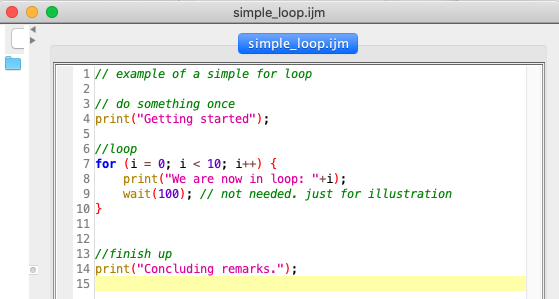 simple_loop.ijm
simple_loop.ijm
1 // example of a simple for loop
2
3 // do something once
4 print("Getting started");
5
6 //loop
7 for (i = 0; i < 10; i++) {
8     print("We are now in loop: "+i);
9     wait(100); // not needed. just for illustration
10 }
11
12
13 //finish up
14 print("Concluding remarks.");
15